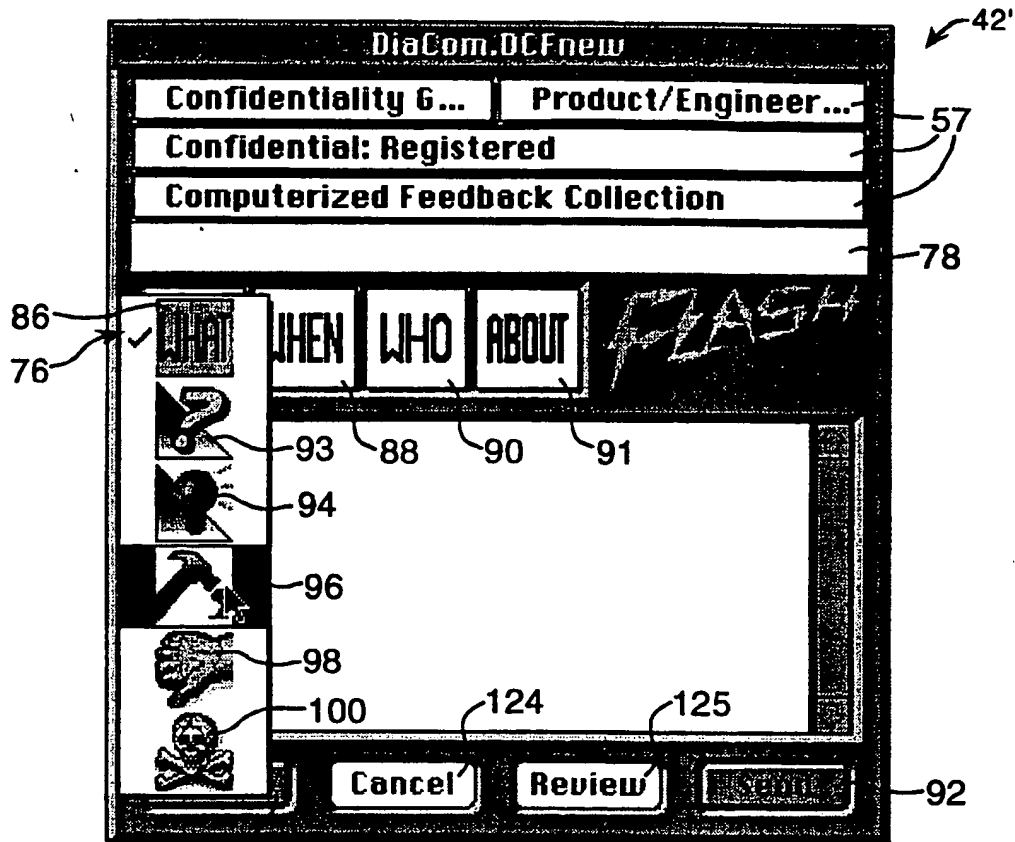 42'
DiaCom.DCFnew
Confidentiality & Product/Engineer...
57
Confidential: Registered
Computerized Feedback Collection
78
86
76
WHAT WHEN WHO ABOUT FLASH
93 88 90 91
94
96
98
100 124 125
Cancel Review Send
92